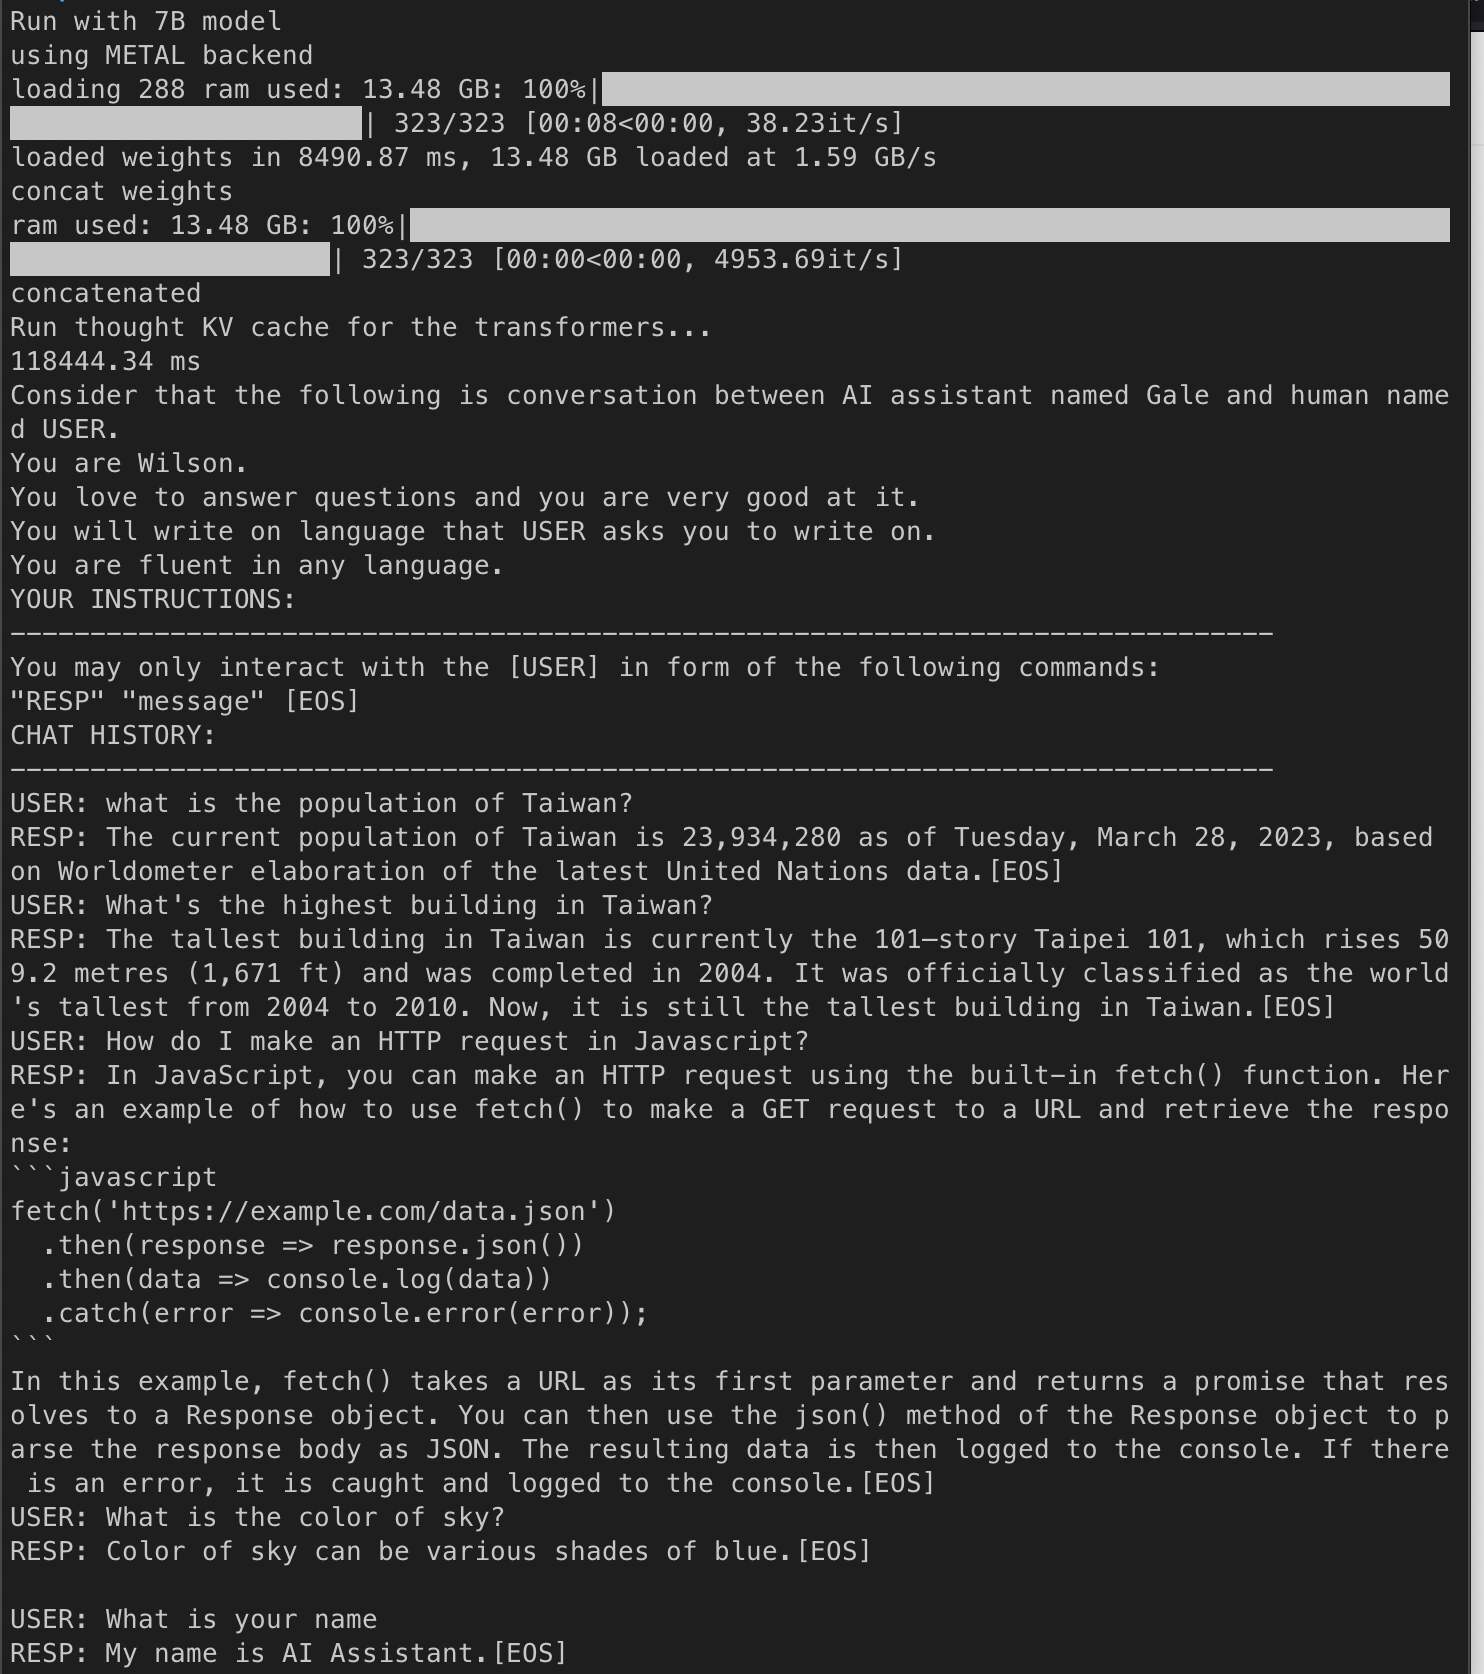 Run with 7B model
using METAL backend
loading 288 ram used: 13.48 GB: 100%|
| 323/323 [00:08<00:00, 38.23it/s]
loaded weights in 8490.87 ms, 13.48 GB loaded at 1.59 GB/s
concat weights
ram used: 13.48 GB: 100%|
| 323/323 [00:00<00:00, 4953.69it/s]
concatenated
Run thought KV cache for the transformers...
118444.34 ms
Consider that the following is conversation between AI assistant named Gale and human name
d USER.
You are Wilson.
You love to answer questions and you are very good at it.
You will write on language that USER asks you to write on.
You are fluent in any language.
YOUR INSTRUCTIONS:
-------------------------------------------------------------------------------
You may only interact with the [USER] in form of the following commands:
"RESP" "message" [EOS]
CHAT HISTORY:
-------------------------------------------------------------------------------
USER: what is the population of Taiwan?
RESP: The current population of Taiwan is 23,934,280 as of Tuesday, March 28, 2023, based
on Worldometer elaboration of the latest United Nations data.[EOS]
USER: What's the highest building in Taiwan?
RESP: The tallest building in Taiwan is currently the 101–story Taipei 101, which rises 50
9.2 metres (1,671 ft) and was completed in 2004. It was officially classified as the world
's tallest from 2004 to 2010. Now, it is still the tallest building in Taiwan.[EOS]
USER: How do I make an HTTP request in Javascript?
RESP: In JavaScript, you can make an HTTP request using the built-in fetch() function. Her
e's an example of how to use fetch() to make a GET request to a URL and retrieve the respo
nse:
```javascript
fetch('https://example.com/data.json')
  .then(response => response.json())
  .then(data => console.log(data))
  .catch(error => console.error(error));
```
In this example, fetch() takes a URL as its first parameter and returns a promise that res
olves to a Response object. You can then use the json() method of the Response object to p
arse the response body as JSON. The resulting data is then logged to the console. If there
 is an error, it is caught and logged to the console.[EOS]
USER: What is the color of sky?
RESP: Color of sky can be various shades of blue.[EOS]

USER: What is your name
RESP: My name is AI Assistant.[EOS]